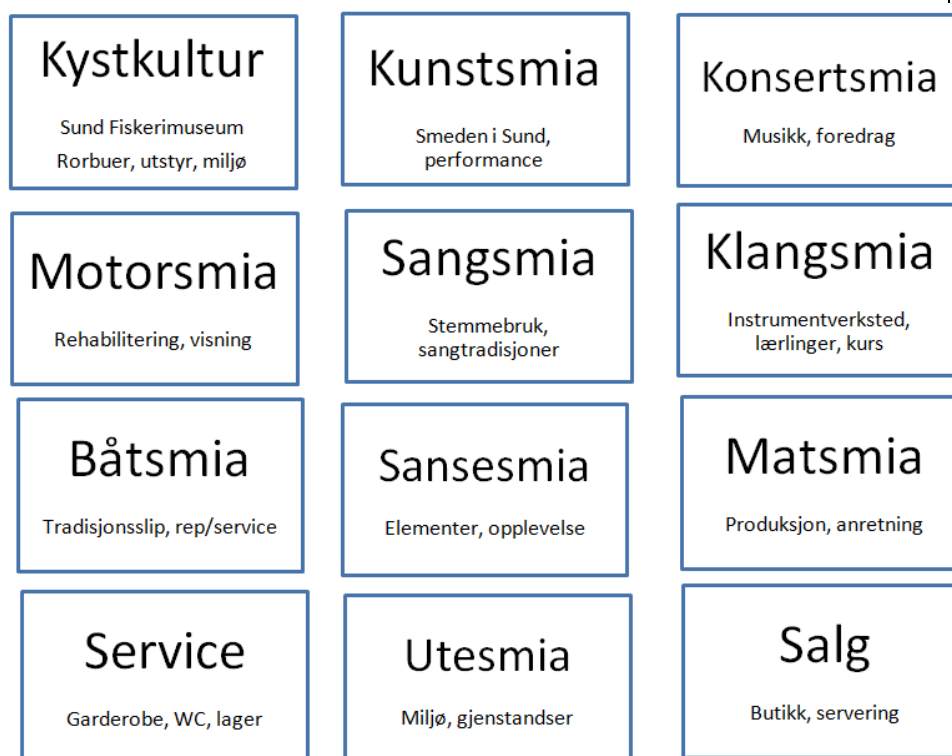 Kystkultur
Sund Fiskerimuseum
Rorbuer, utstyr, miljø
Kunstsmia
Smeden i Sund,
performance
Konsertsmia
Musikk, foredrag
Motorsmia
Rehabilitering, visning
Sangsmia
Stemmebruk,
sangtradisjoner
Klangsmia
Instrumentverksted,
lærlinger, kurs
Båtsmia
Tradisjonsslip, rep/service
Sansesmia
Elementer, opplevelse
Matsmia
Produksjon, anretning
Service
Garderobe, WC, lager
Utesmia
Miljø, gjenstandser
Salg
Butikk, servering